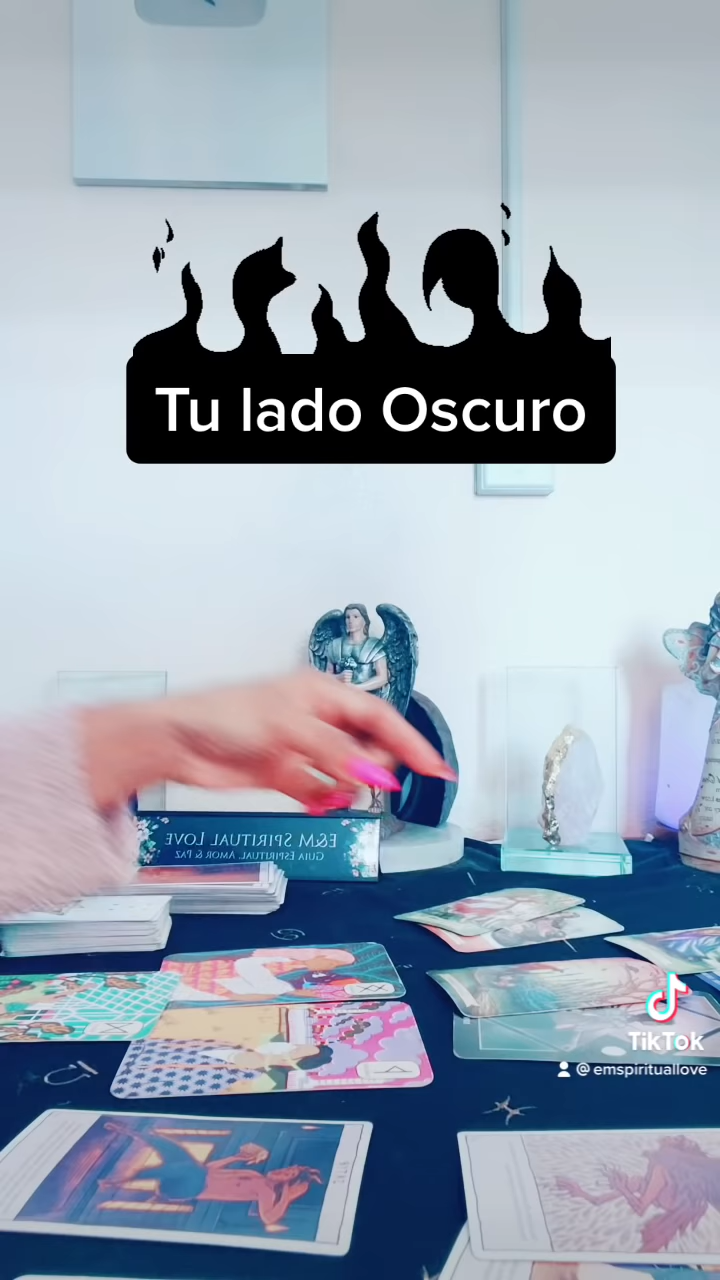 Tu lado Oscuro
E&M SPIRITUAL LOVE
GUIA ESPIRITUAL, AMOR & PAZ
TikTok
@emspirituallove